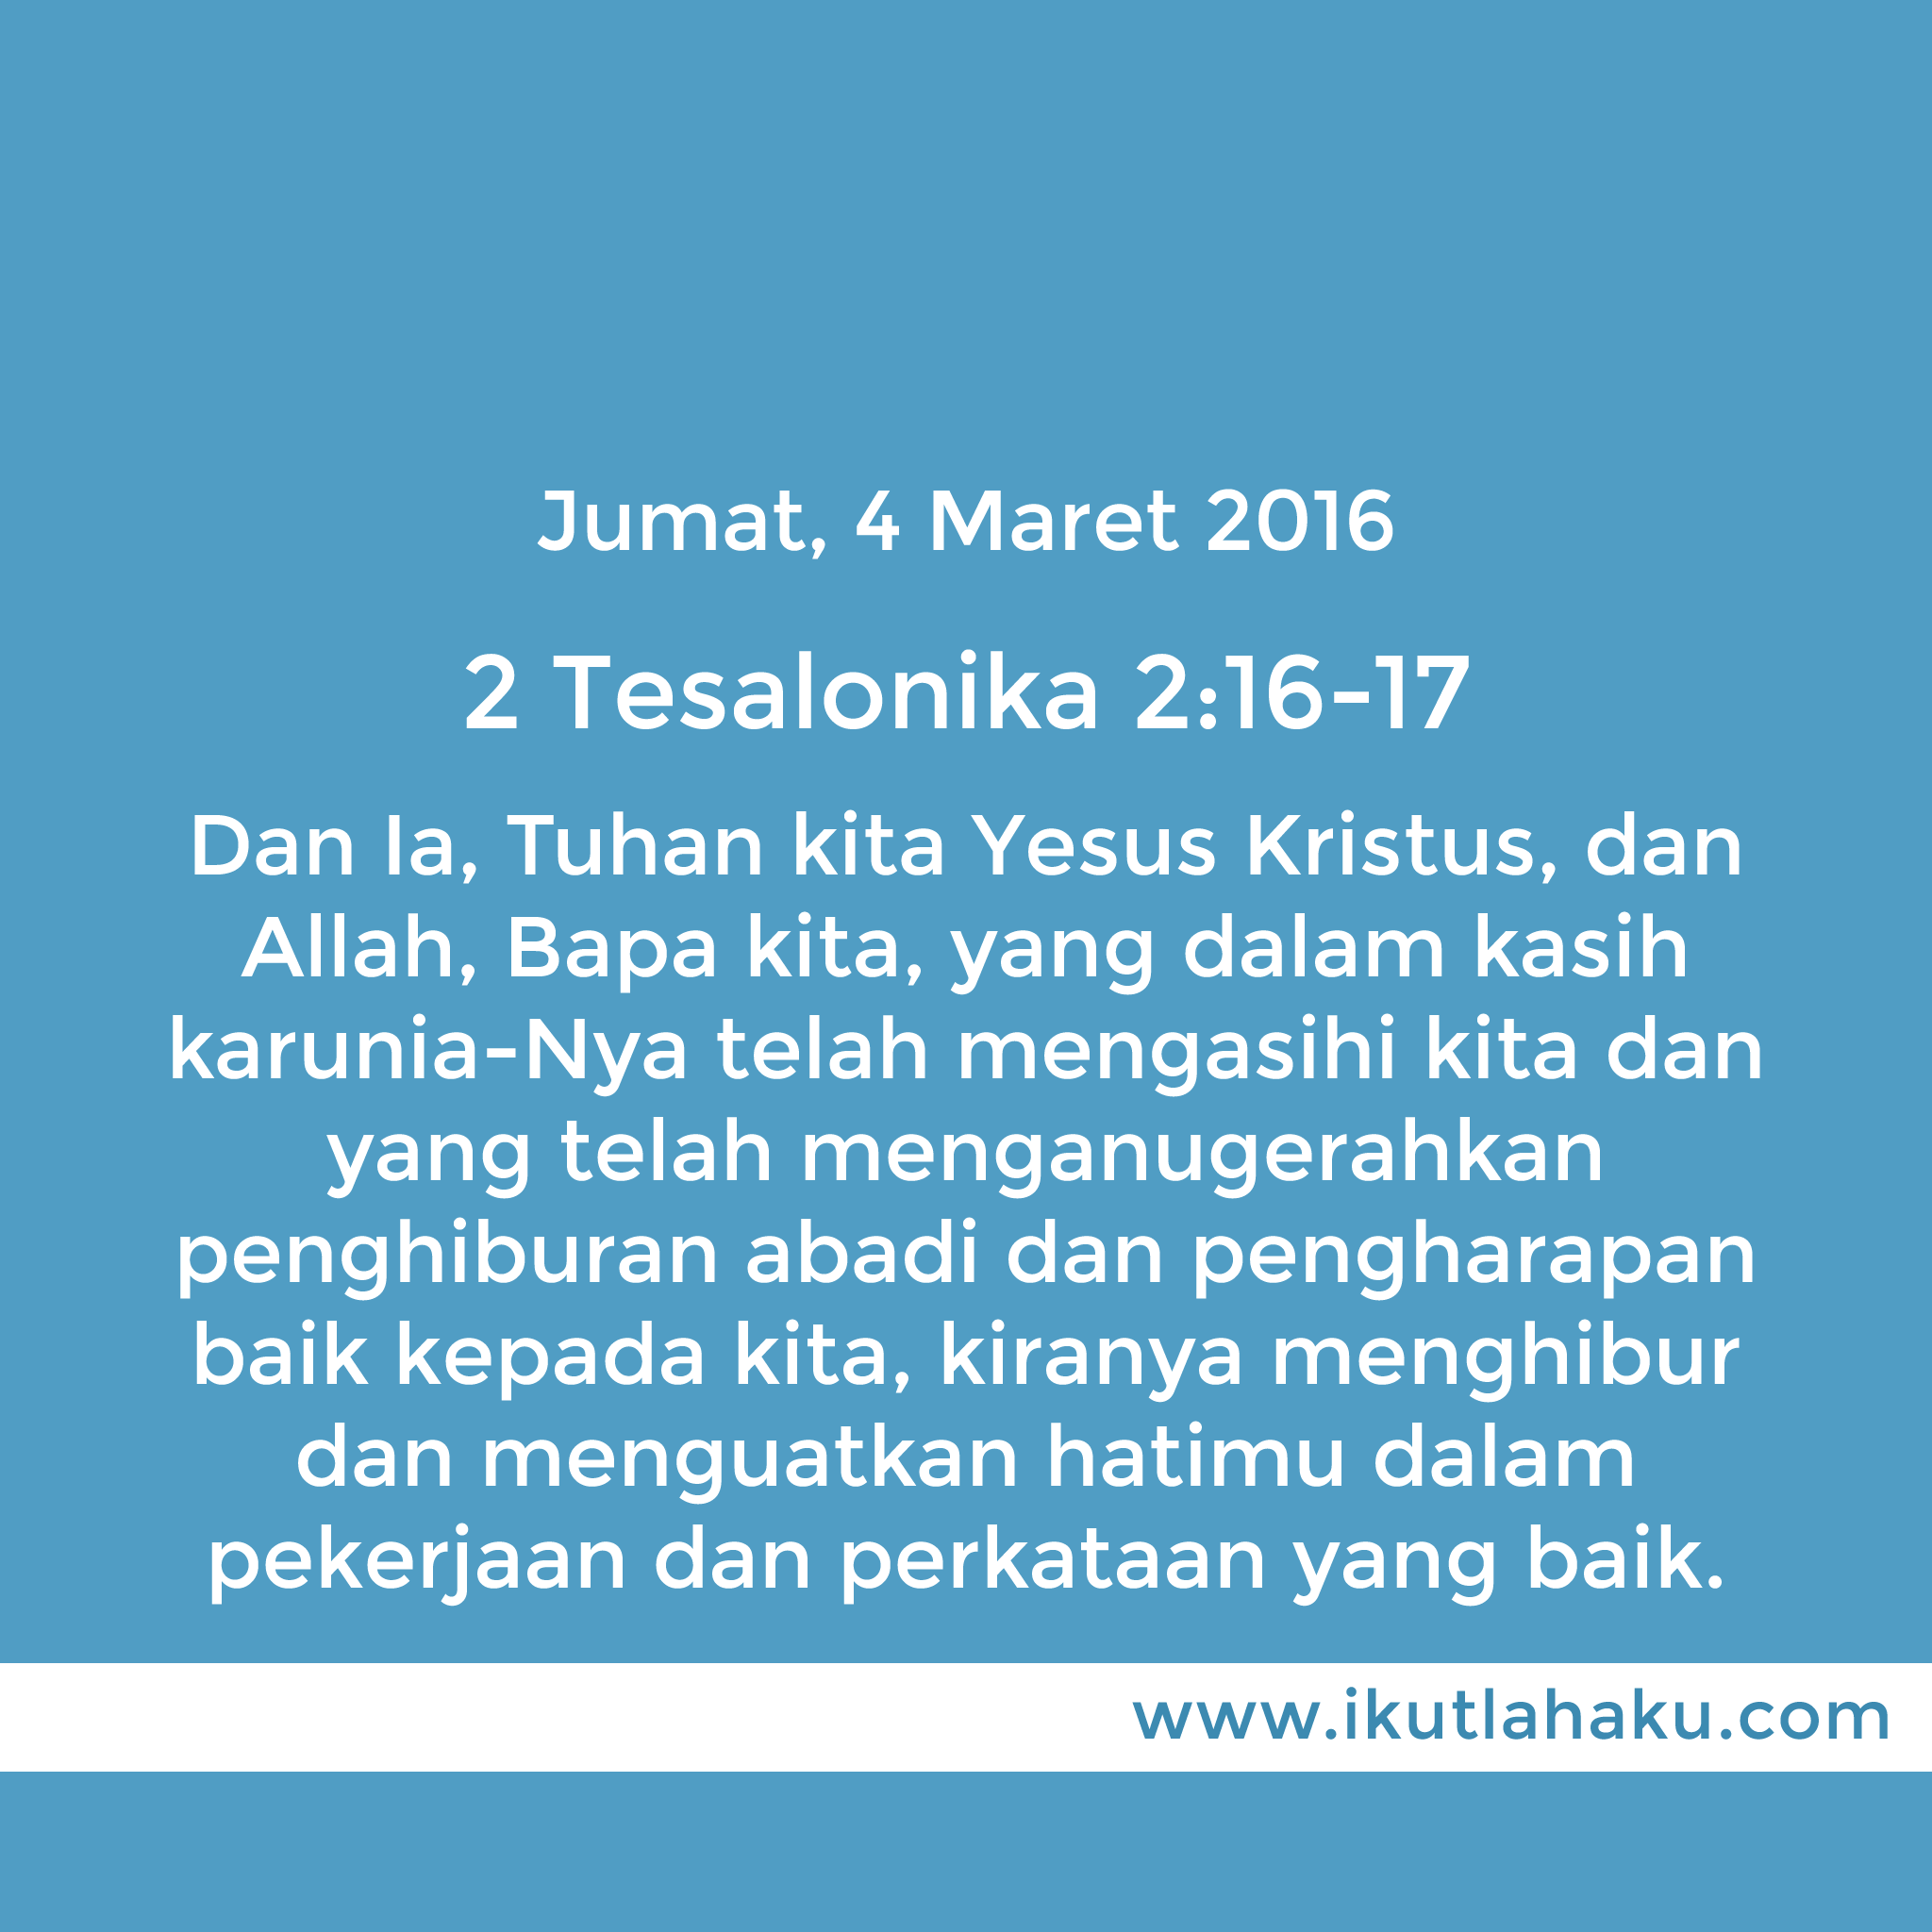 Jumat, 4 Maret 2016
2 Tesalonika 2:16-17
Dan Ia, Tuhan kita Yesus Kristus, dan
Allah, Bapa kita, yang dalam kasih
karunia-Nya telah mengasihi kita dan
yang telah menganugerahkan
penghiburan abadi dan pengharapan
baik kepada kita, kiranya menghibur
dan menguatkan hatimu dalam
pekerjaan dan perkataan yang baik.
www.ikutlahaku.com